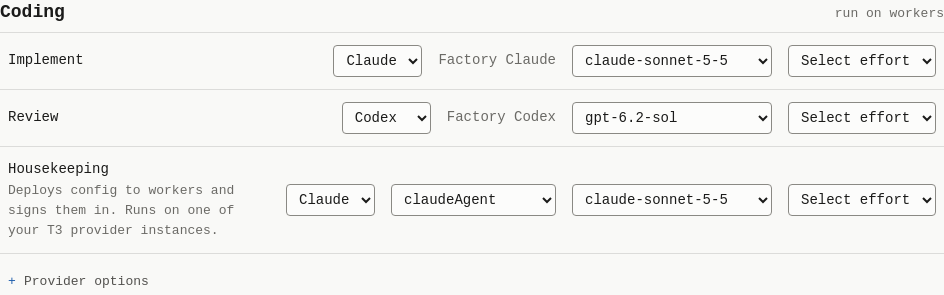 Coding run on workers
Implement Claude Factory Claude claude-sonnet-5-5 Select effort
Review Codex Factory Codex gpt-6.2-sol Select effort
Housekeeping
Deploys config to workers and
signs them in. Runs on one of
your T3 provider instances.
Claude claudeAgent claude-sonnet-5-5 Select effort
+ Provider options